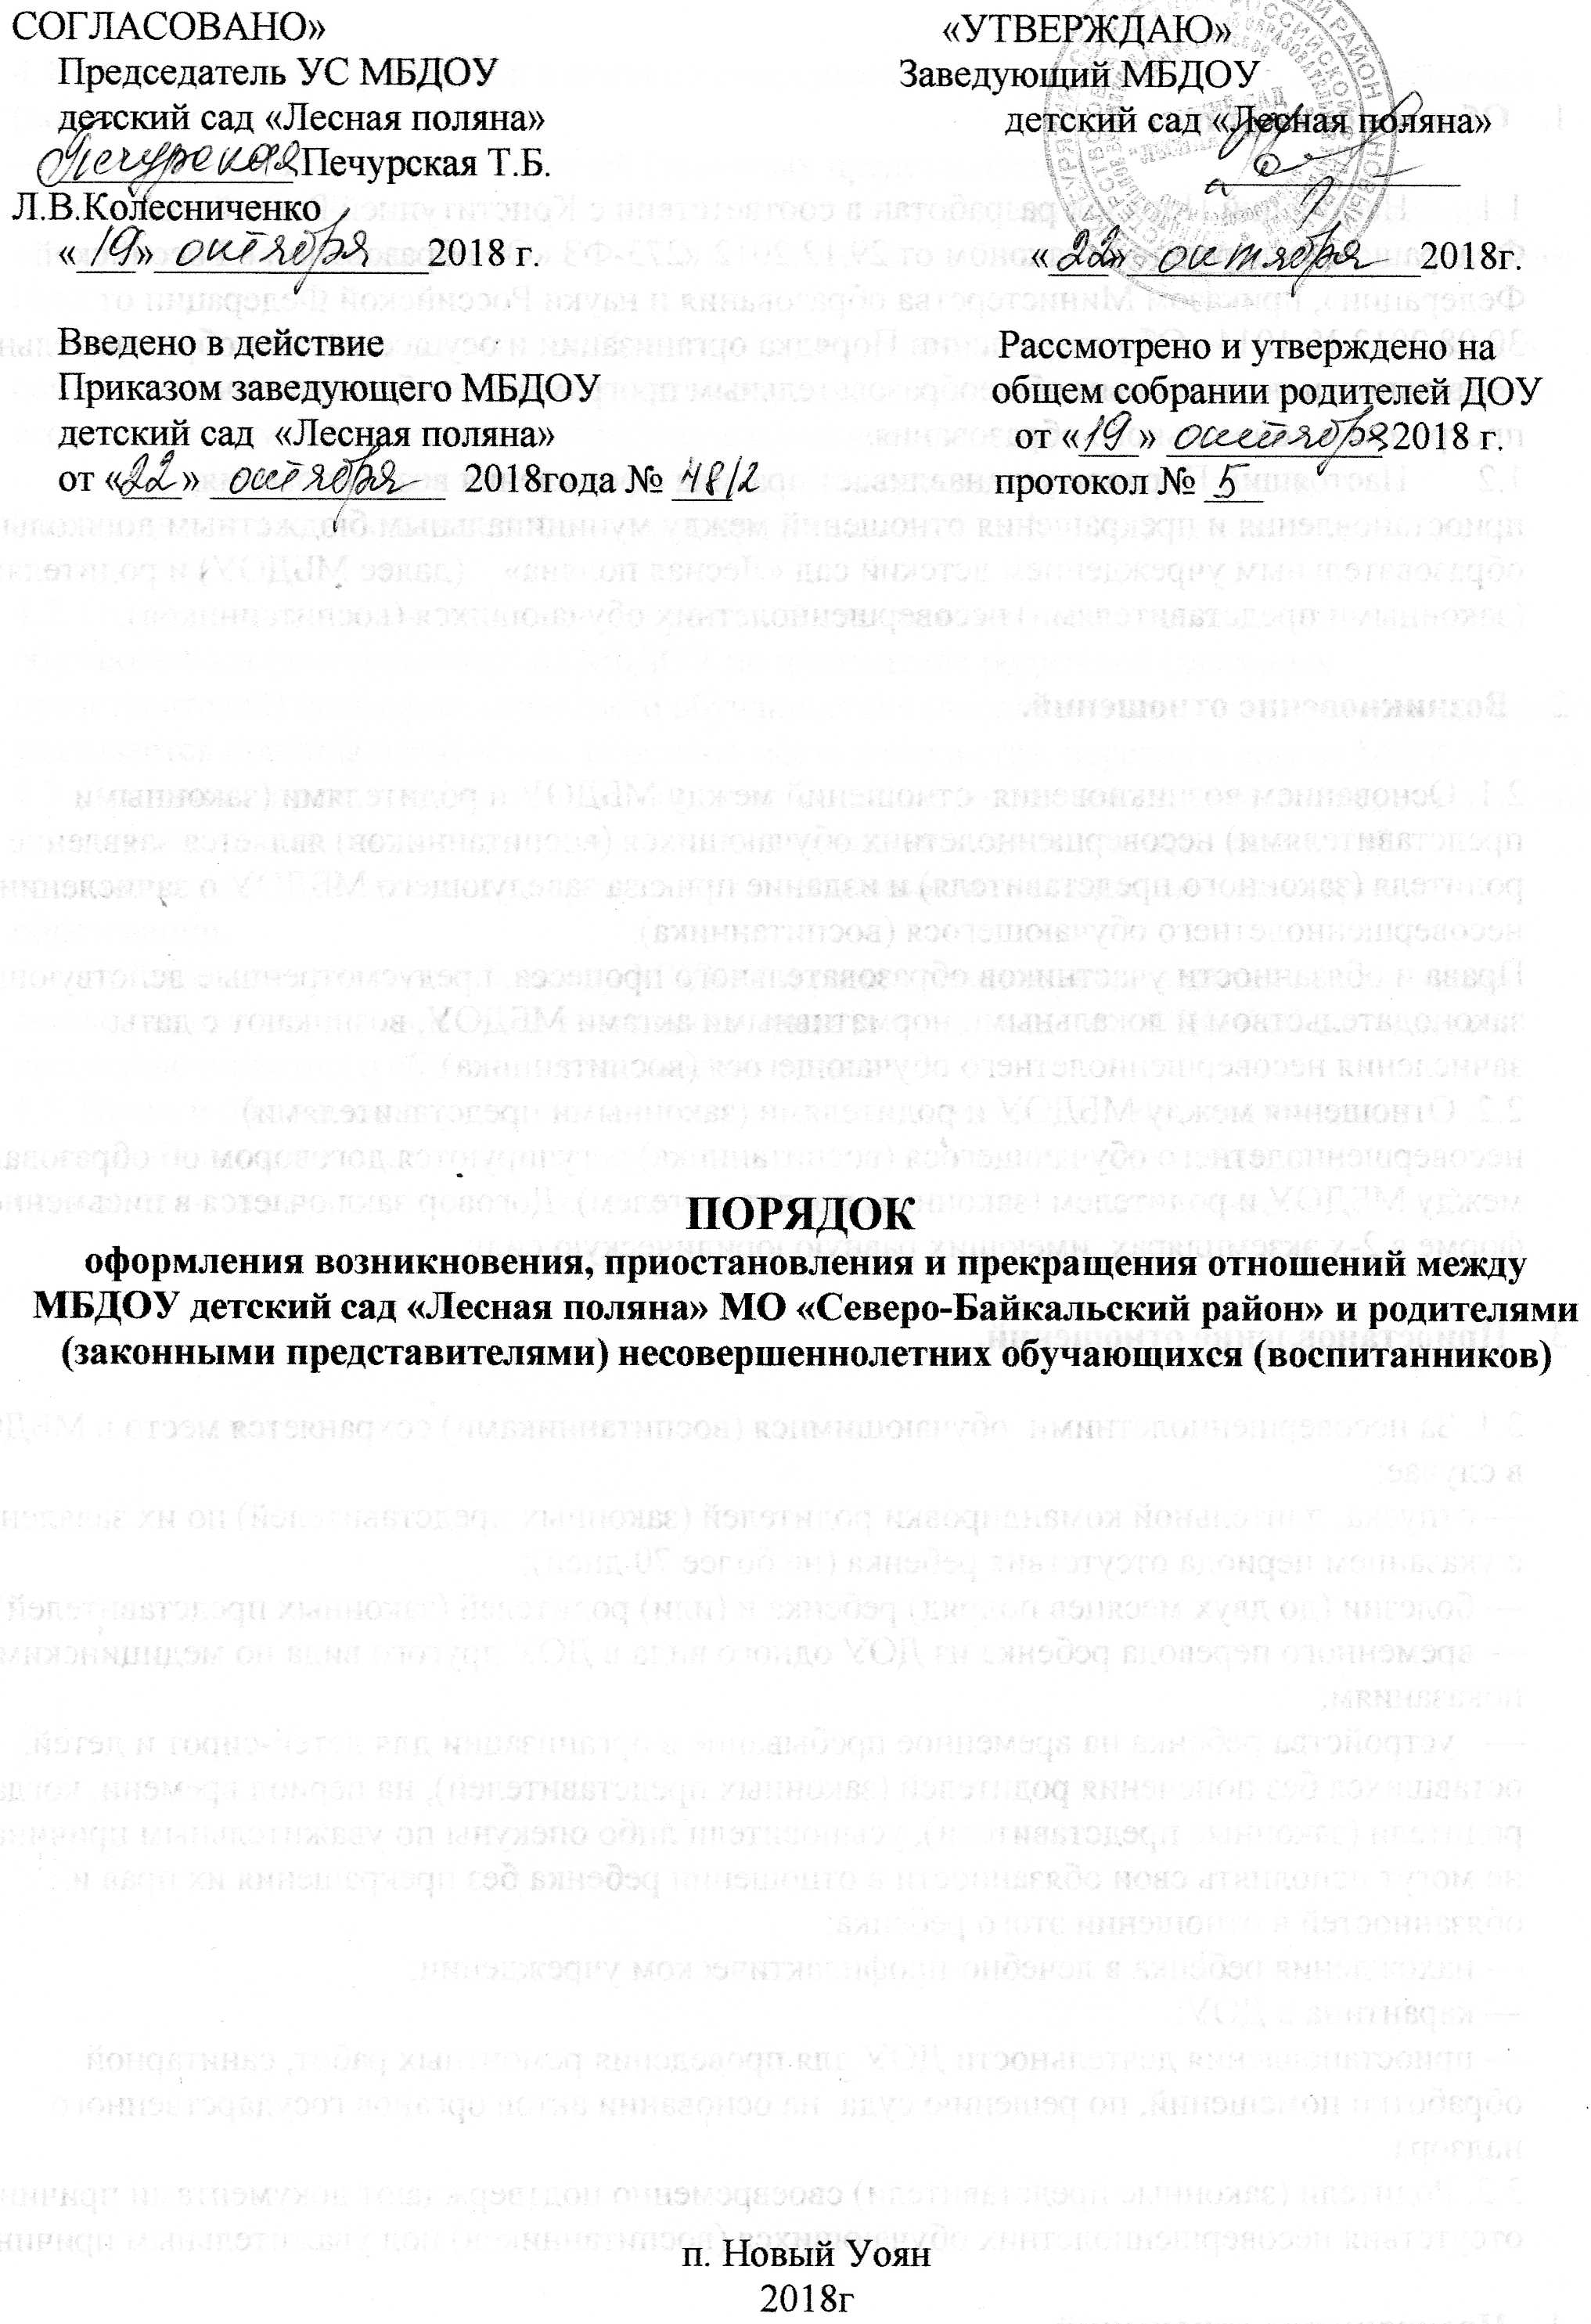 СОГЛАСОВАНО»
Председатель УС МБДОУ
детский сад «Лесная поляна»
Печурская Печурская Т.Б.
Л.В.Колесниченко
«19» октября 2018 г.
«УТВЕРЖДАЮ»
Заведующий МБДОУ
детский сад «Лесная поляна»
«22» октября 2018г.
Введено в действие
Приказом заведующего МБДОУ
детский сад «Лесная поляна»
от «22» октября 2018года № 48/2
Рассмотрено и утверждено на
общем собрании родителей ДОУ
от «19» октября 2018 г.
протокол № 5
ПОРЯДОК
оформления возникновения, приостановления и прекращения отношений между
МБДОУ детский сад «Лесная поляна» МО «Северо-Байкальский район» и родителями
(законными представителями) несовершеннолетних обучающихся (воспитанников)
п. Новый Уоян
2018г